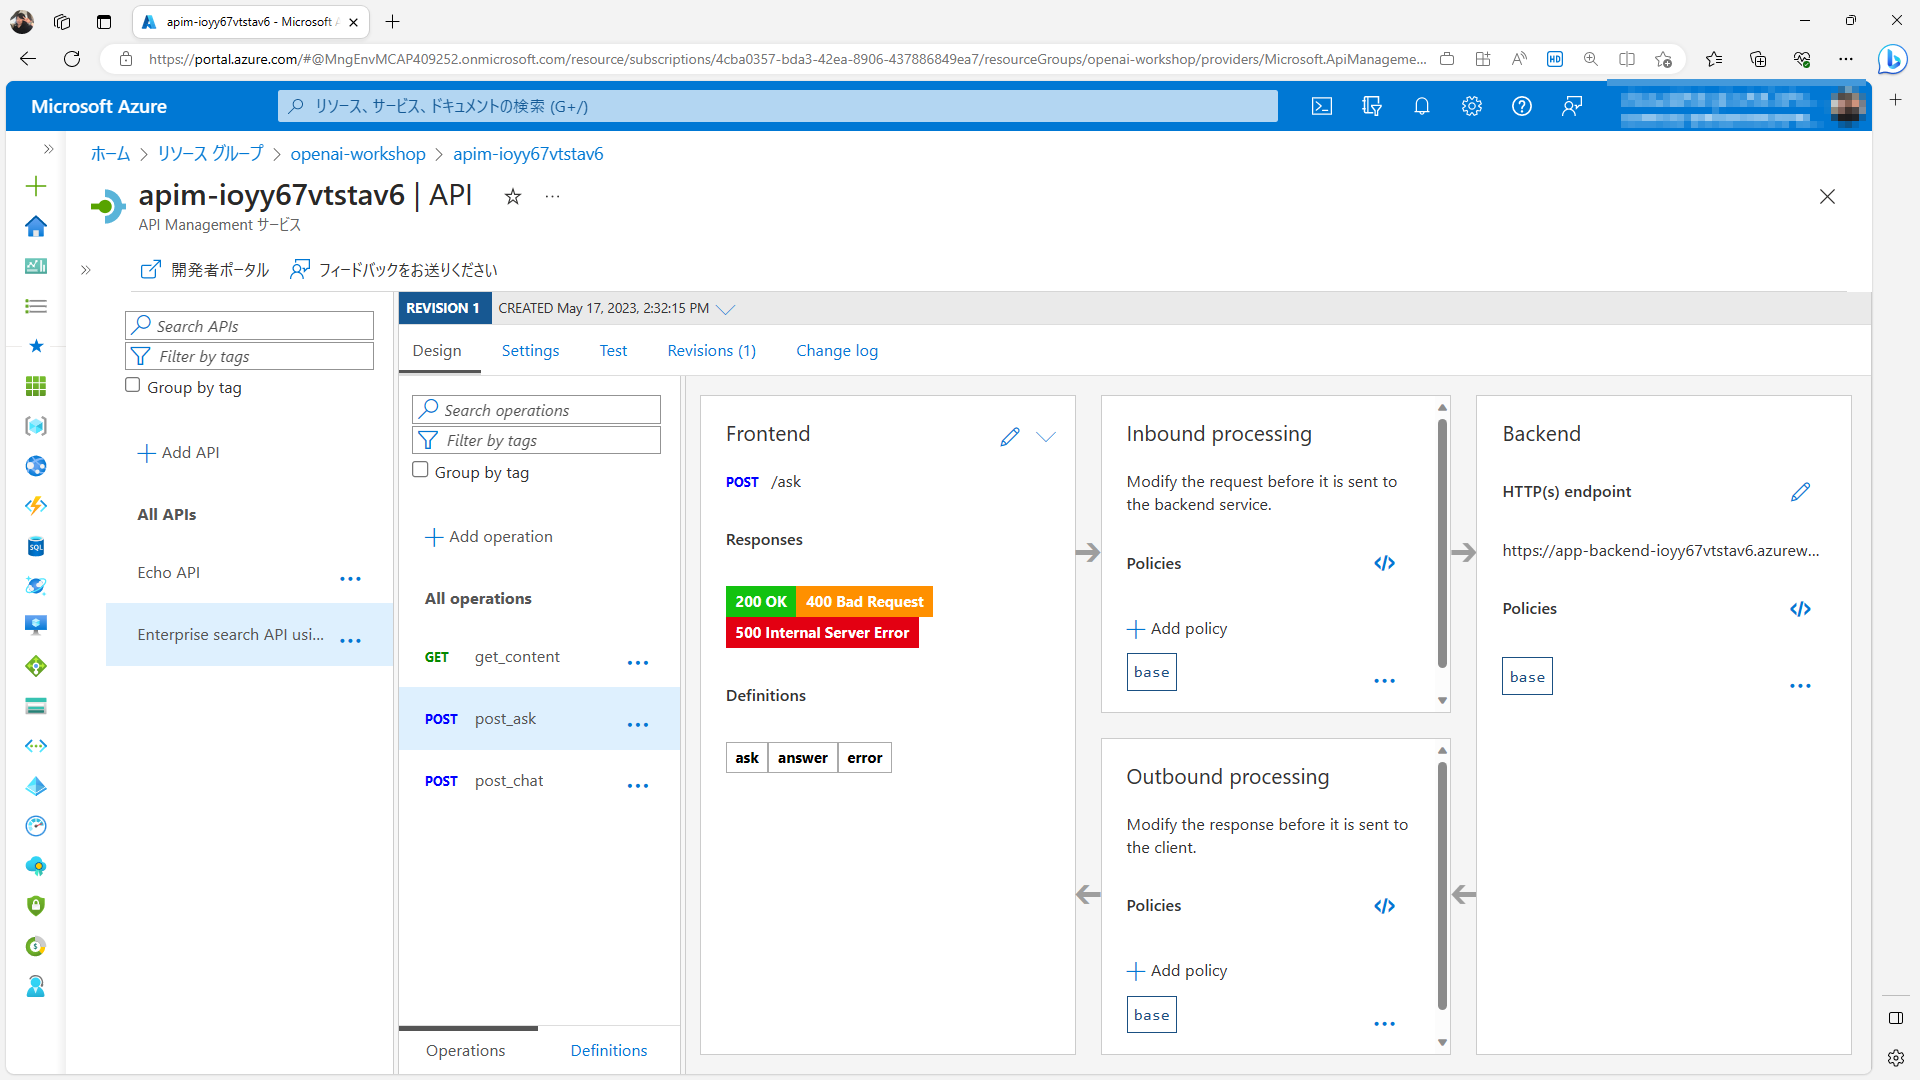 apim-ioyy67vtstav6 - Microsoft A
https://portal.azure.com/#@MngEnvMCAP409252.onmicrosoft.com/resource/subscriptions/4cba0357-bda3-42ea-8906-437886849ea7/resourceGroups/openai-workshop/providers/Microsoft.ApiManageme...
HD
Microsoft Azure
リソース、サービス、ドキュメントの検索 (G+/)
ホーム > リソース グループ > openai-workshop > apim-ioyy67vtstav6
apim-ioyy67vtstav6 | API
API Management サービス
開発者ポータル
フィードバックをお送りください
Search APIs
Filter by tags
Group by tag
Add API
All APIs
Echo API
Enterprise search API usi...
REVISION 1
CREATED May 17, 2023, 2:32:15 PM
Design
Settings
Test
Revisions (1)
Change log
Search operations
Filter by tags
Group by tag
Add operation
All operations
GET get_content
POST post_ask
POST post_chat
Operations
Definitions
Frontend
POST /ask
Responses
200 OK
400 Bad Request
500 Internal Server Error
Definitions
ask
answer
error
Inbound processing
Modify the request before it is sent to
the backend service.
Policies
</>
Add policy
base
Outbound processing
Modify the response before it is sent to
the client.
Policies
</>
Add policy
base
Backend
HTTP(s) endpoint
https://app-backend-ioyy67vtstav6.azurew...
Policies
</>
base
SQL